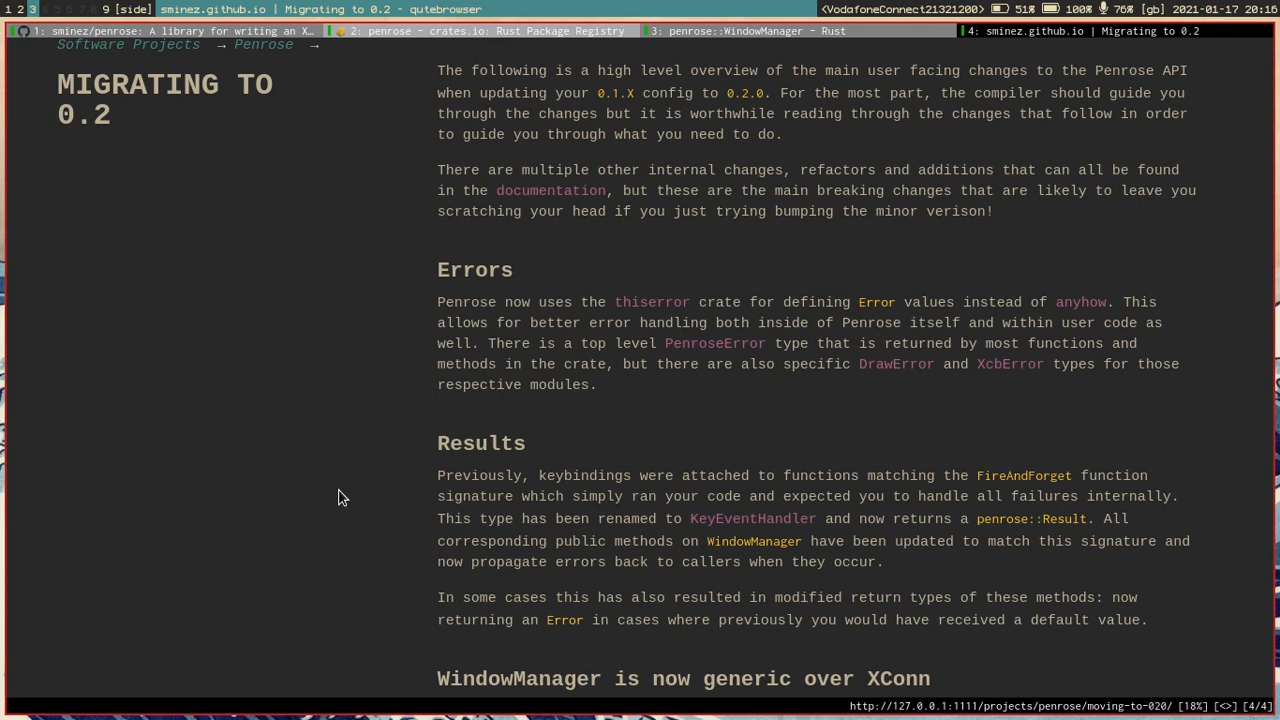 1 2 3 4 5 6 7 8 9 [side] sminez.github.io | Migrating to 0.2 - qutebrowser <VodafoneConnect21321200> 51% 100% 76% [gb] 2021-01-17 20:16
1: sminez/penrose: A library for writing an X… 2: penrose - crates.io: Rust Package Registry 3: penrose::WindowManager - Rust 4: sminez.github.io | Migrating to 0.2
Software Projects → Penrose →
MIGRATING TO
0.2
The following is a high level overview of the main user facing changes to the Penrose API
when updating your 0.1.X config to 0.2.0. For the most part, the compiler should guide you
through the changes but it is worthwhile reading through the changes that follow in order
to guide you through what you need to do.
There are multiple other internal changes, refactors and additions that can all be found
in the documentation, but these are the main breaking changes that are likely to leave you
scratching your head if you just trying bumping the minor verison!
Errors
Penrose now uses the thiserror crate for defining Error values instead of anyhow. This
allows for better error handling both inside of Penrose itself and within user code as
well. There is a top level PenroseError type that is returned by most functions and
methods in the crate, but there are also specific DrawError and XcbError types for those
respective modules.
Results
Previously, keybindings were attached to functions matching the FireAndForget function
signature which simply ran your code and expected you to handle all failures internally.
This type has been renamed to KeyEventHandler and now returns a penrose::Result. All
corresponding public methods on WindowManager have been updated to match this signature and
now propagate errors back to callers when they occur.
In some cases this has also resulted in modified return types of these methods: now
returning an Error in cases where previously you would have received a default value.
WindowManager is now generic over XConn
http://127.0.0.1:1111/projects/penrose/moving-to-020/ [18%] [<>] [4/4]